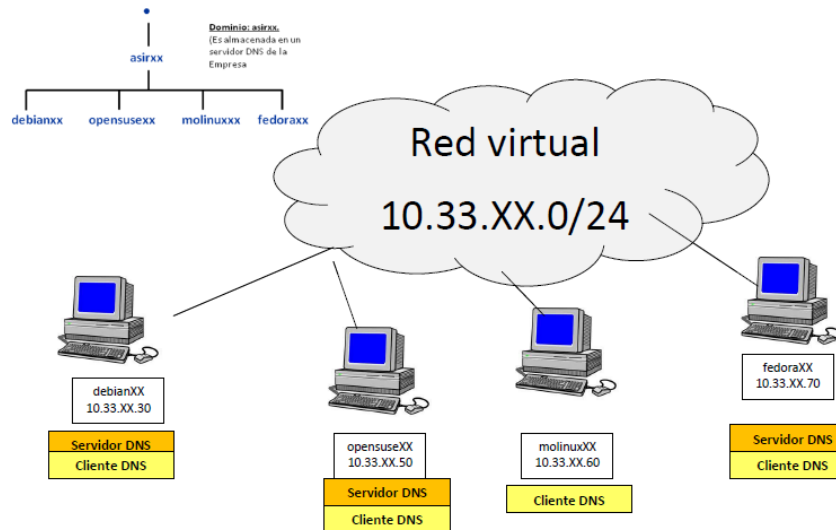 Dominio: asirxx.
(Es almacenada en un
servidor DNS de la
Empresa
asirxx
debianxx opensusexx molinuxxx fedoraxx
Red virtual
10.33.XX.0/24
debianXX
10.33.XX.30
Servidor DNS
Cliente DNS
opensuseXX
10.33.XX.50
Servidor DNS
Cliente DNS
molinuxXX
10.33.XX.60
Cliente DNS
fedoraXX
10.33.XX.70
Servidor DNS
Cliente DNS